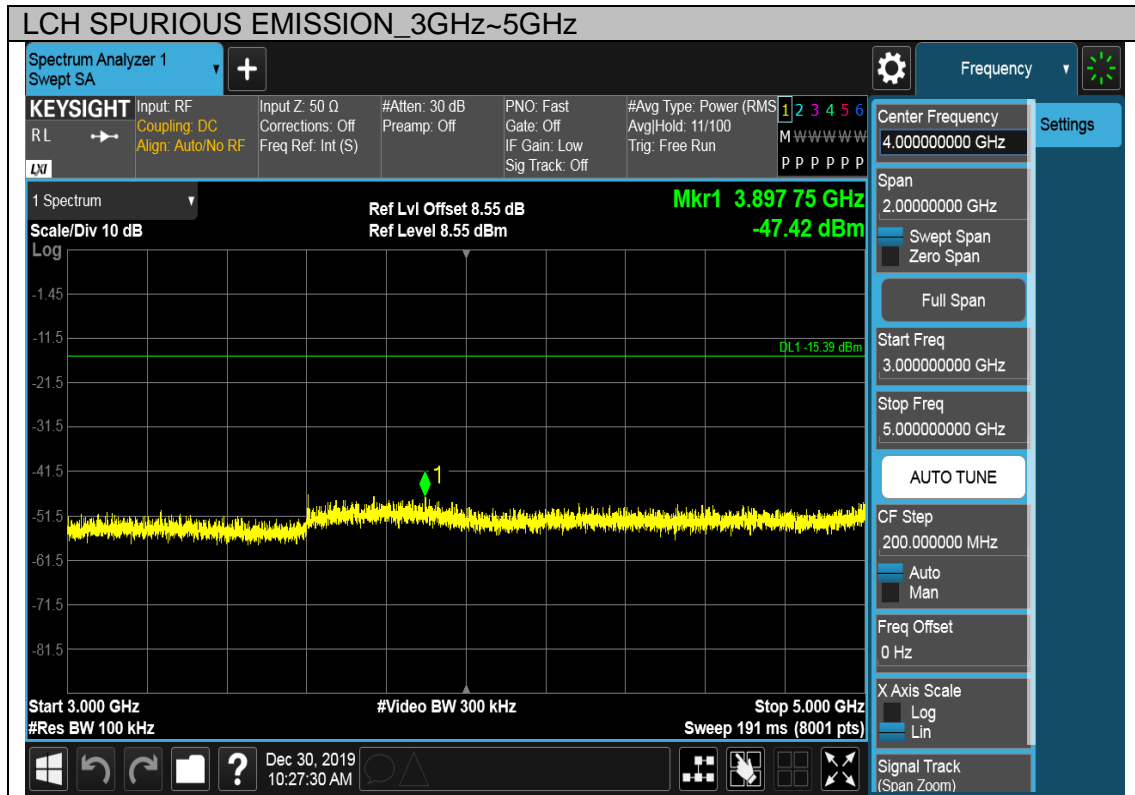 LCH SPURIOUS EMISSION_3GHz~5GHz
Spectrum Analyzer 1
Swept SA
Frequency
KEYSIGHT
RL
LXI
Input: RF
Coupling: DC
Align: Auto/No RF
Input Z: 50 Ω
Corrections: Off
Freq Ref: Int (S)
#Atten: 30 dB
Preamp: Off
PNO: Fast
Gate: Off
IF Gain: Low
Sig Track: Off
#Avg Type: Power (RMS
Avg|Hold: 11/100
Trig: Free Run
1 2 3 4 5 6
M W W W W W
P P P P P P
1 Spectrum
Scale/Div 10 dB
Ref Lvl Offset 8.55 dB
Ref Level 8.55 dBm
Mkr1 3.897 75 GHz
-47.42 dBm
Log
-1.45
-11.5
DL1 -15.39 dBm
-21.5
-31.5
-41.5
1
-51.5
-61.5
-71.5
-81.5
Start 3.000 GHz
#Video BW 300 kHz
Stop 5.000 GHz
#Res BW 100 kHz
Sweep 191 ms (8001 pts)
Center Frequency
4.000000000 GHz
Settings
Span
2.00000000 GHz
Swept Span
Zero Span
Full Span
Start Freq
3.000000000 GHz
Stop Freq
5.000000000 GHz
AUTO TUNE
CF Step
200.000000 MHz
Auto
Man
Freq Offset
0 Hz
X Axis Scale
Log
Lin
Signal Track
(Span Zoom)
?
Dec 30, 2019
10:27:30 AM